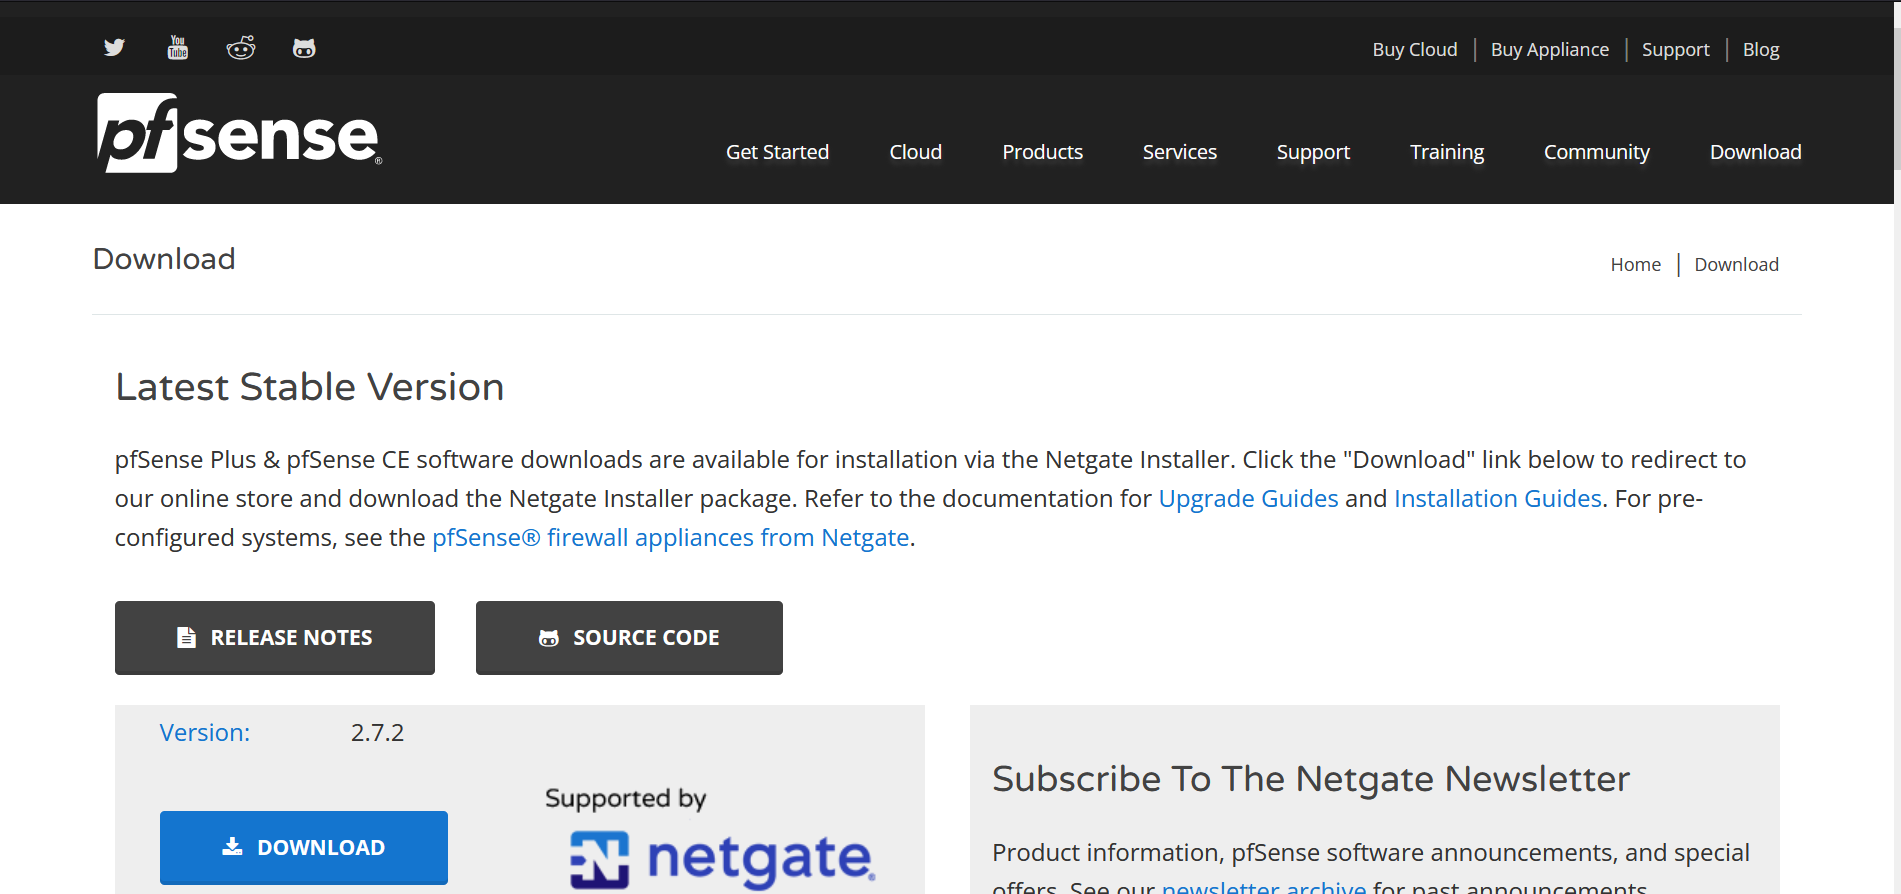 You
Tube
Buy Cloud | Buy Appliance | Support | Blog
pfsense®
Get Started Cloud Products Services Support Training Community Download
Download
Home | Download
Latest Stable Version
pfSense Plus & pfSense CE software downloads are available for installation via the Netgate Installer. Click the "Download" link below to redirect to
our online store and download the Netgate Installer package. Refer to the documentation for Upgrade Guides and Installation Guides. For pre-
configured systems, see the pfSense® firewall appliances from Netgate.
RELEASE NOTES
SOURCE CODE
Version: 2.7.2
DOWNLOAD
Supported by
N netgate®
Subscribe To The Netgate Newsletter
Product information, pfSense software announcements, and special
offers. See our newsletter archive for past announcements.